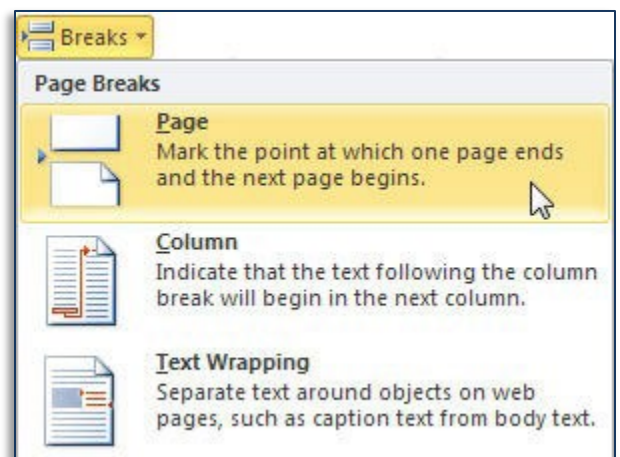 Breaks
Page Breaks
Page
Mark the point at which one page ends
and the next page begins.
Column
Indicate that the text following the column
break will begin in the next column.
Text Wrapping
Separate text around objects on web
pages, such as caption text from body text.